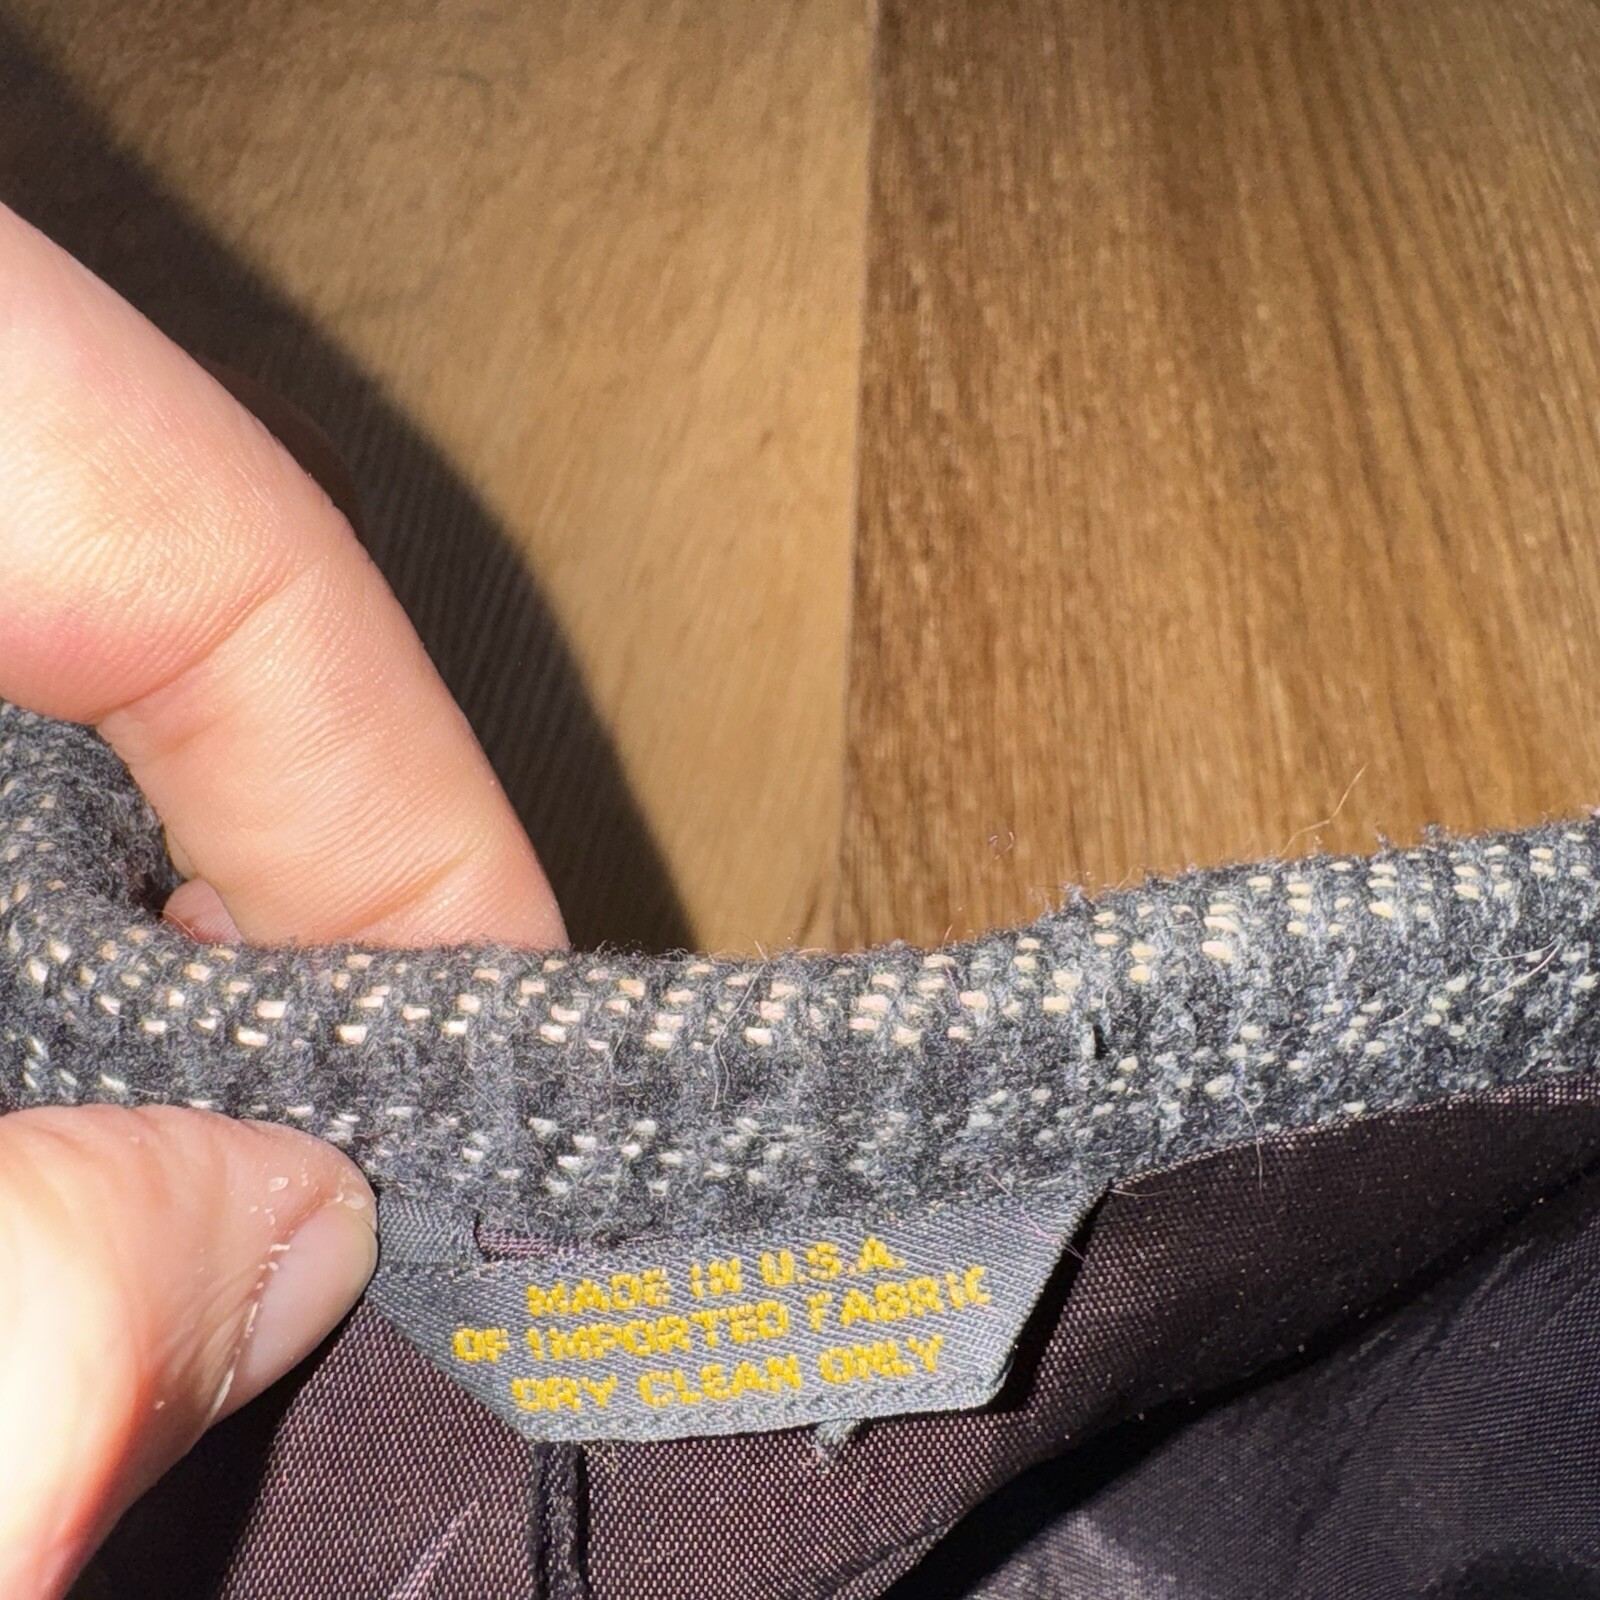 MADE IN U.S.A.
OF IMPORTED FABRIC
DRY CLEAN ONLY